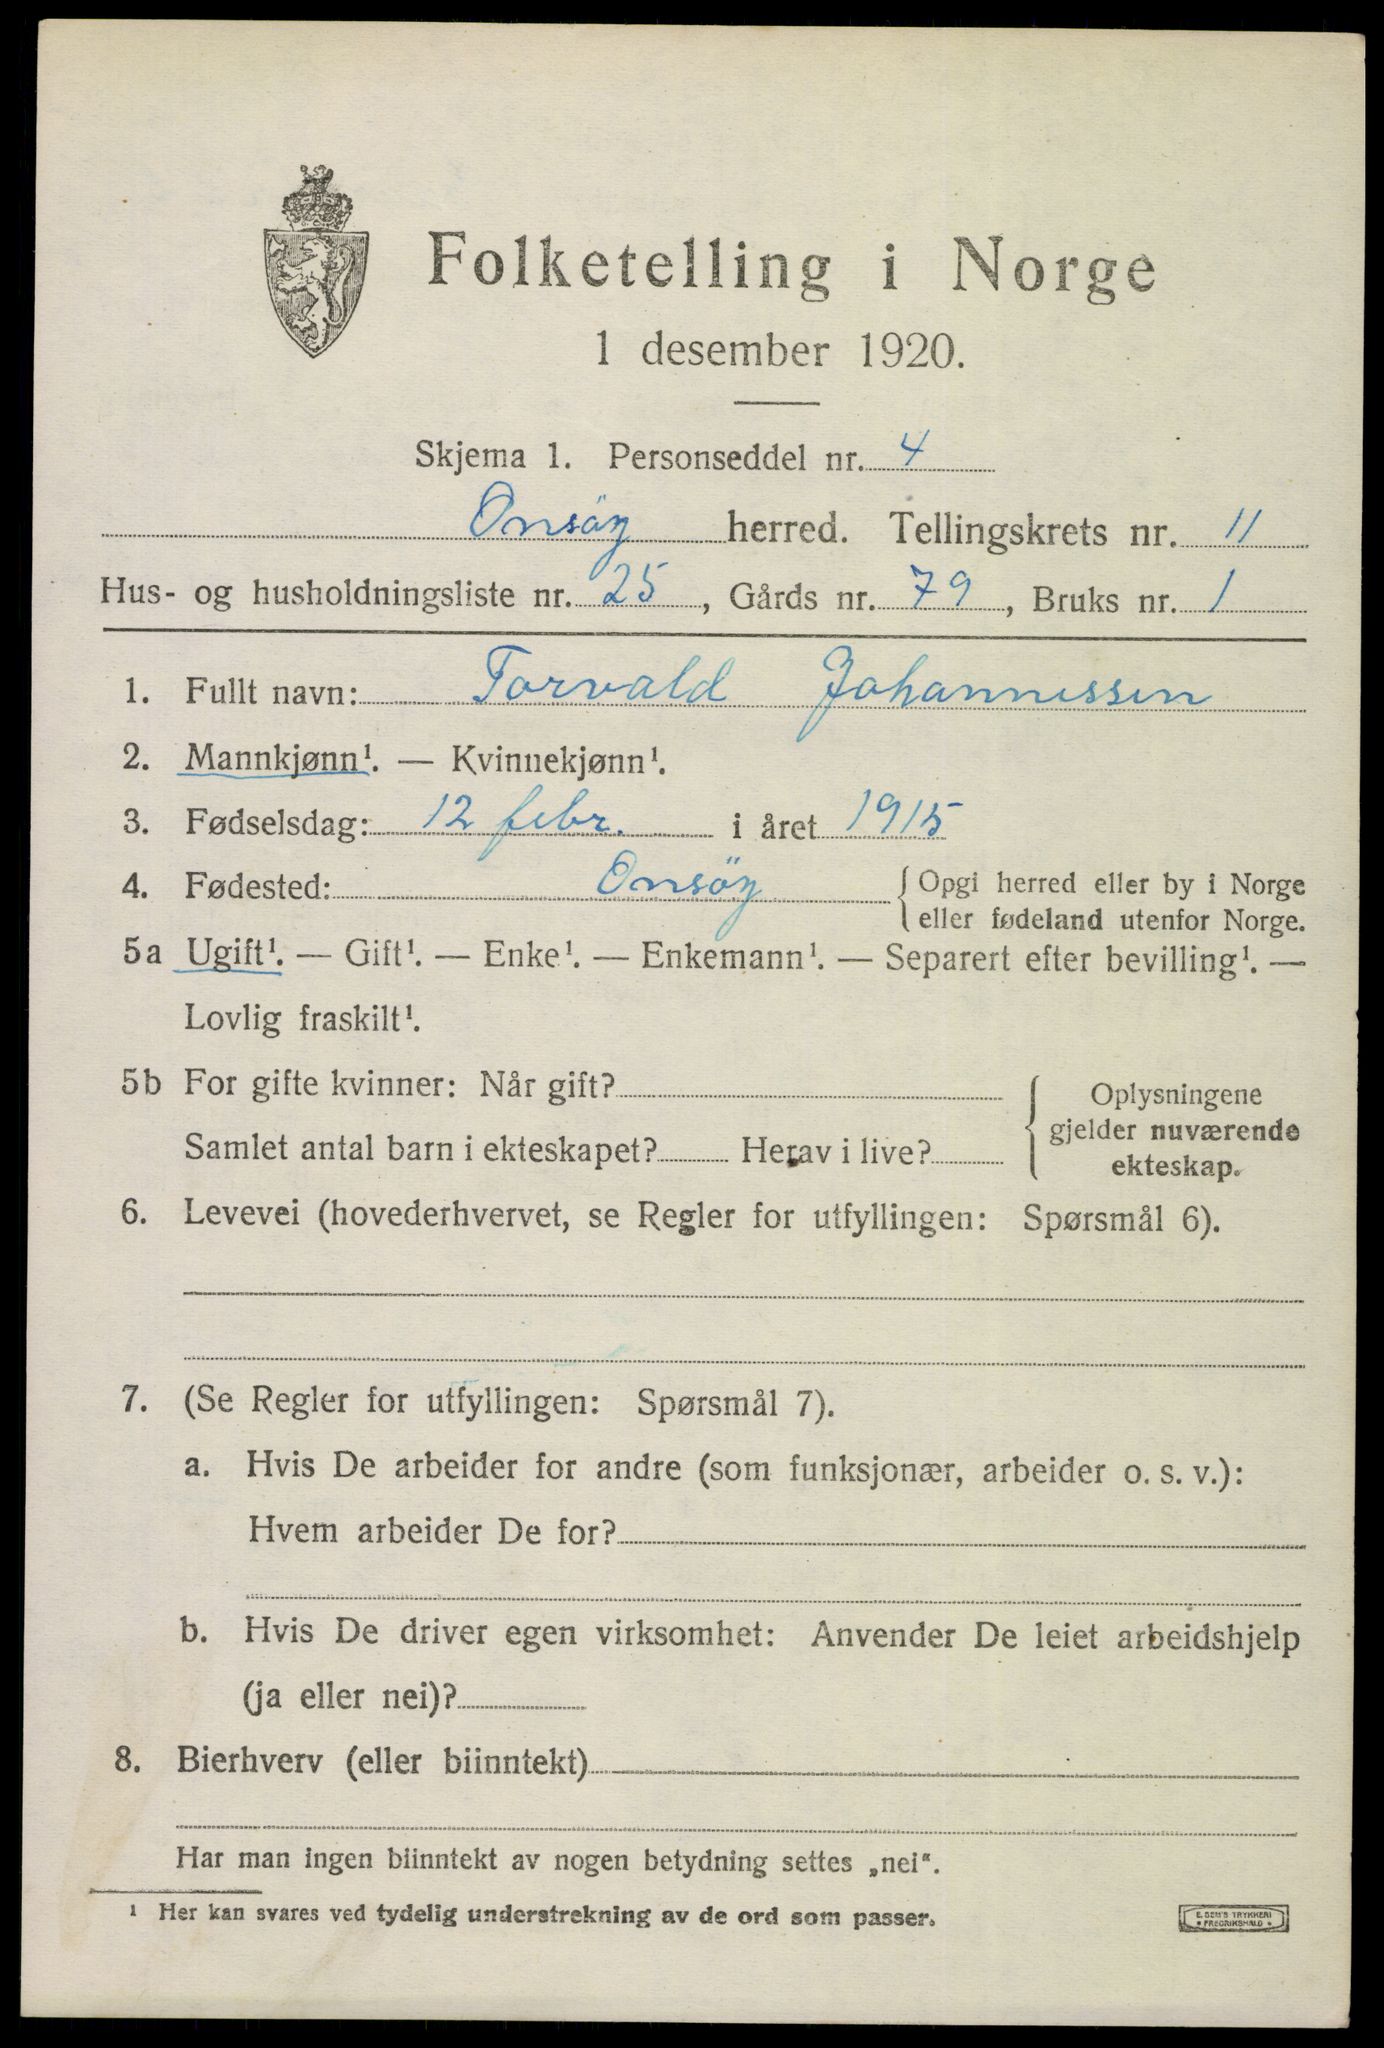 Folketelling i Norge
1 desember 1920.
Skjema 1. Personseddel nr. 4
Onsöy herred. Tellingskrets nr. 11
Hus- og husholdningsliste nr. 25, Gårds nr. 79, Bruks nr. 1
1. Fullt navn: Torvald Johannessen
2. Mannkjønn¹. — Kvinnekjønn¹.
3. Fødselsdag: 12 febr. i året 1915
4. Fødested: Onsöy { Opgi herred eller by i Norge
eller fødeland utenfor Norge.
5a Ugift¹. — Gift¹. — Enke¹. — Enkemann¹. — Separert efter bevilling¹. —
Lovlig fraskilt¹.
5b For gifte kvinner: Når gift?
Samlet antal barn i ekteskapet? Herav i live?
Oplysningene
gjelder nuværende
ekteskap.
6. Levevei (hovederhvervet, se Regler for utfyllingen: Spørsmål 6).
7. (Se Regler for utfyllingen: Spørsmål 7).
a. Hvis De arbeider for andre (som funksjonær, arbeider o. s. v.):
Hvem arbeider De for?
b. Hvis De driver egen virksomhet: Anvender De leiet arbeidshjelp
(ja eller nei)?
8. Bierhverv (eller biinntekt)
Har man ingen biinntekt av nogen betydning settes „nei“.
¹ Her kan svares ved tydelig understrekning av de ord som passer.
E. SEM'S TRYKKERI
FREDRIKSHALD